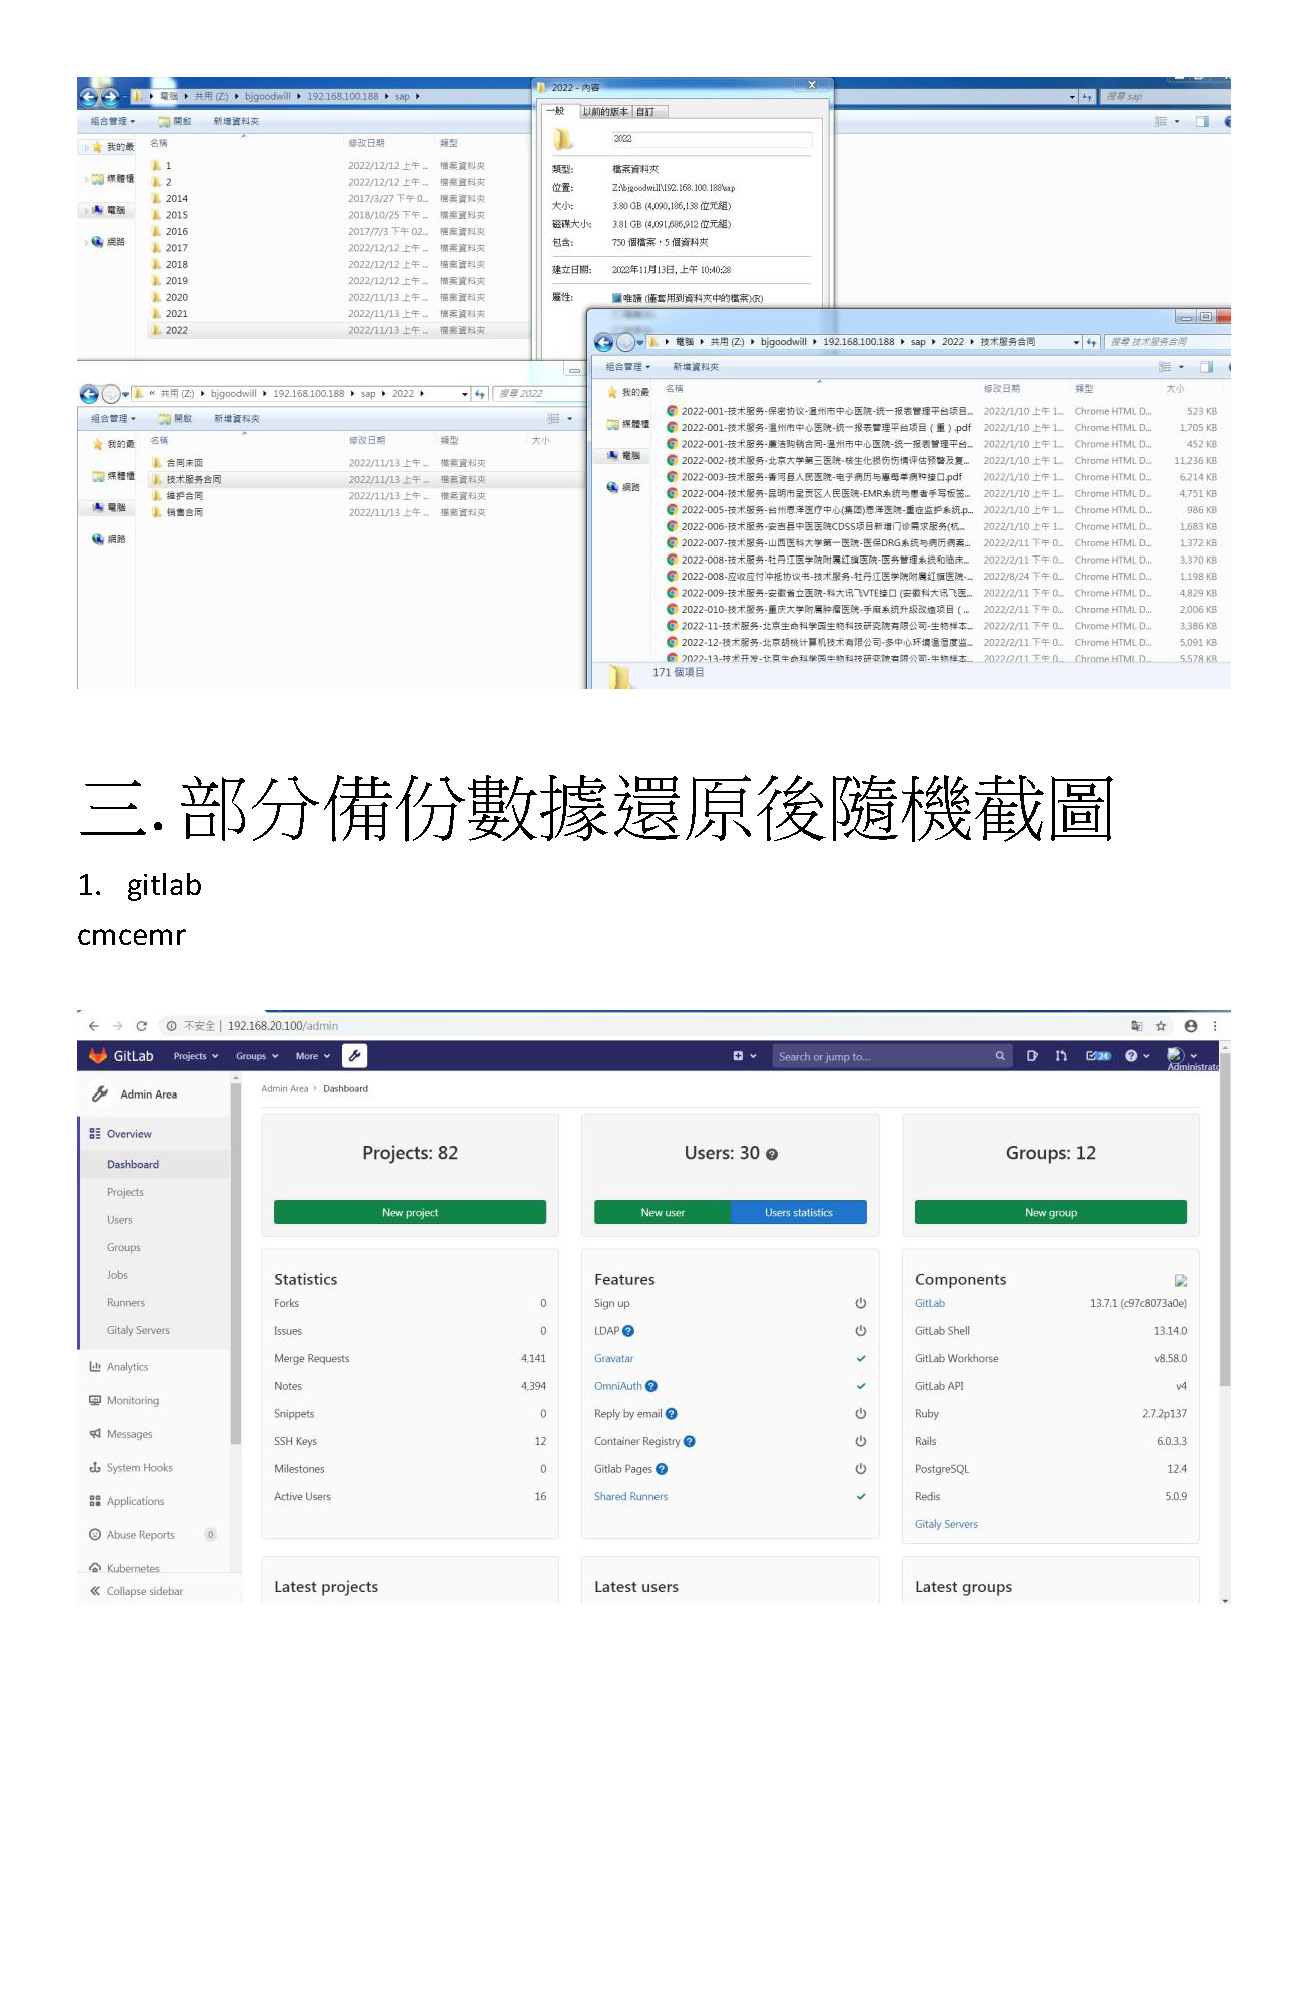 電腦 ▸ 共用 (Z:) ▸ bjgoodwill ▸ 192.168.100.188 ▸ sap ▸
搜尋 sap
組合管理 開啟 新增資料夾
我的最
媒體櫃
電腦
網路
名稱 修改日期 類型
1 2022/12/12 上午 ... 檔案資料夾
2 2022/12/12 上午 ... 檔案資料夾
2014 2017/3/27 下午 0... 檔案資料夾
2015 2018/10/25 下午 ... 檔案資料夾
2016 2017/7/3 下午 02... 檔案資料夾
2017 2022/12/12 上午 ... 檔案資料夾
2018 2022/12/12 上午 ... 檔案資料夾
2019 2022/12/12 上午 ... 檔案資料夾
2020 2022/11/13 上午 ... 檔案資料夾
2021 2022/11/13 上午 ... 檔案資料夾
2022 2022/11/13 上午 ... 檔案資料夾
2022 - 內容
一般 以前的版本 自訂
2022
類型: 檔案資料夾
位置: Z:\bjgoodwill\192.168.100.188\sap
大小: 3.80 GB (4,090,186,138 位元組)
磁碟大小: 3.81 GB (4,091,686,912 位元組)
包含: 750 個檔案，5 個資料夾
建立日期: 2022年11月13日, 上午 10:40:28
屬性: 唯讀 (僅套用到資料夾中的檔案)(R)
« 共用 (Z:) ▸ bjgoodwill ▸ 192.168.100.188 ▸ sap ▸ 2022 ▸
搜尋 2022
組合管理 開啟 新增資料夾
我的最
媒體櫃
電腦
網路
名稱 修改日期 類型 大小
合同未回 2022/11/13 上午 ... 檔案資料夾
技术服务合同 2022/11/13 上午 ... 檔案資料夾
维护合同 2022/11/13 上午 ... 檔案資料夾
销售合同 2022/11/13 上午 ... 檔案資料夾
電腦 ▸ 共用 (Z:) ▸ bjgoodwill ▸ 192.168.100.188 ▸ sap ▸ 2022 ▸ 技术服务合同
搜尋 技术服务合同
組合管理 新增資料夾
我的最
媒體櫃
電腦
網路
名稱 修改日期 類型 大小
2022-001-技术服务-保密协议-温州市中心医院-统一报表管理平台项目... 2022/1/10 上午 1... Chrome HTML D... 523 KB
2022-001-技术服务-温州市中心医院-统一报表管理平台项目（重）.pdf 2022/1/10 上午 1... Chrome HTML D... 1,705 KB
2022-001-技术服务-廉洁购销合同-温州市中心医院-统一报表管理平台... 2022/1/10 上午 1... Chrome HTML D... 452 KB
2022-002-技术服务-北京大学第三医院-核生化损伤伤情评估预警及复... 2022/1/10 上午 1... Chrome HTML D... 11,236 KB
2022-003-技术服务-香河县人民医院-电子病历与惠每单病种接口.pdf 2022/1/10 上午 1... Chrome HTML D... 6,214 KB
2022-004-技术服务-昆明市呈贡区人民医院-EMR系统与患者手写板签... 2022/1/10 上午 1... Chrome HTML D... 4,751 KB
2022-005-技术服务-台州恩泽医疗中心(集团)恩泽医院-重症监护系统.p... 2022/1/10 上午 1... Chrome HTML D... 986 KB
2022-006-技术服务-安吉县中医医院CDSS项目新增门诊需求服务(杭... 2022/1/10 上午 1... Chrome HTML D... 1,683 KB
2022-007-技术服务-山西医科大学第一医院-医保DRG系统与病历病案... 2022/2/11 下午 0... Chrome HTML D... 1,372 KB
2022-008-技术服务-牡丹江医学院附属红旗医院-医务管理系统和临床... 2022/2/11 下午 0... Chrome HTML D... 3,370 KB
2022-008-应收应付冲抵协议书-技术服务-牡丹江医学院附属红旗医院-... 2022/8/24 下午 0... Chrome HTML D... 1,198 KB
2022-009-技术服务-安徽省立医院-科大讯飞VTE接口 (安徽科大讯飞医... 2022/2/11 下午 0... Chrome HTML D... 4,829 KB
2022-010-技术服务-重庆大学附属肿瘤医院-手麻系统升级改造项目（... 2022/2/11 下午 0... Chrome HTML D... 2,006 KB
2022-11-技术服务-北京生命科学园生物科技研究院有限公司-生物样本... 2022/2/11 下午 0... Chrome HTML D... 3,386 KB
2022-12-技术服务-北京胡桃计算机技术有限公司-多中心环境温湿度监... 2022/2/11 下午 0... Chrome HTML D... 5,091 KB
2022-13-技术开发-北京生命科学园生物科技研究院有限公司-生物样本... 2022/2/11 下午 0... Chrome HTML D... 5,578 KB
171 個項目
三.部分備份數據還原後隨機截圖
1. gitlab
cmcemr
不安全 | 192.168.20.100/admin
GitLab Projects Groups More Search or jump to... 24 Administrato
Admin Area
Overview
Dashboard
Projects
Users
Groups
Jobs
Runners
Gitaly Servers
Analytics
Monitoring
Messages
System Hooks
Applications
Abuse Reports 0
Kubernetes
Collapse sidebar
Admin Area > Dashboard
Projects: 82
New project
Users: 30
New user Users statistics
Groups: 12
New group
Statistics
Forks 0
Issues 0
Merge Requests 4,141
Notes 4,394
Snippets 0
SSH Keys 12
Milestones 0
Active Users 16
Features
Sign up
LDAP
Gravatar
OmniAuth
Reply by email
Container Registry
Gitlab Pages
Shared Runners
Components
GitLab 13.7.1 (c97c8073a0e)
GitLab Shell 13.14.0
GitLab Workhorse v8.58.0
GitLab API v4
Ruby 2.7.2p137
Rails 6.0.3.3
PostgreSQL 12.4
Redis 5.0.9
Gitaly Servers
Latest projects
Latest users
Latest groups